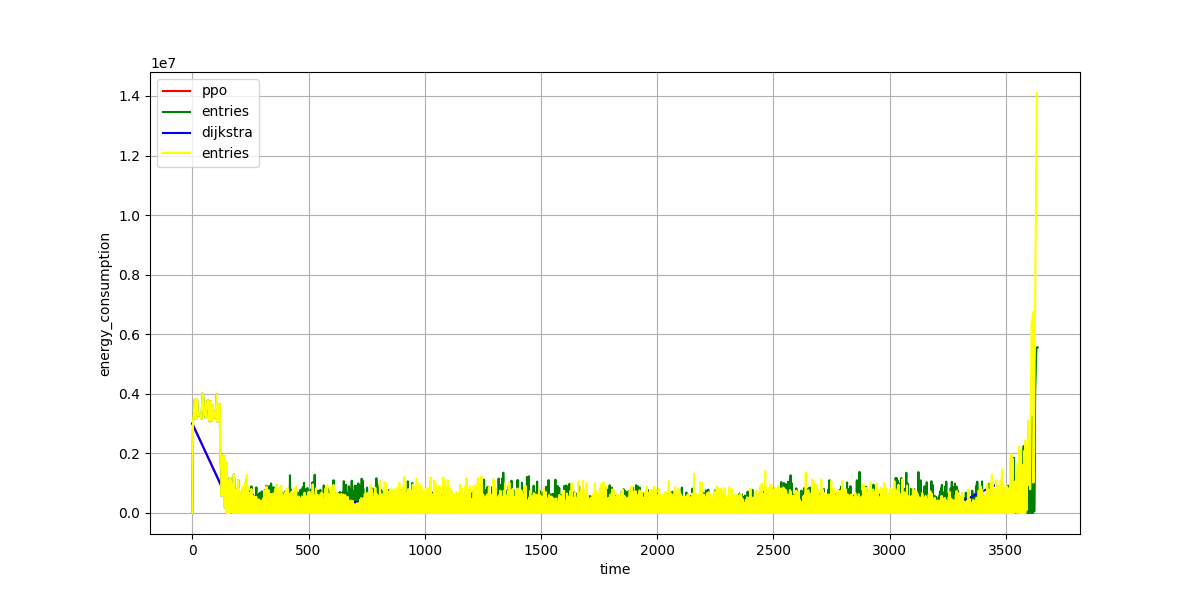 1e7
ppo
entries
dijkstra
entries
energy_consumption
1.4
1.2
1.0
0.8
0.6
0.4
0.2
0.0
0 500 1000 1500 2000 2500 3000 3500
time